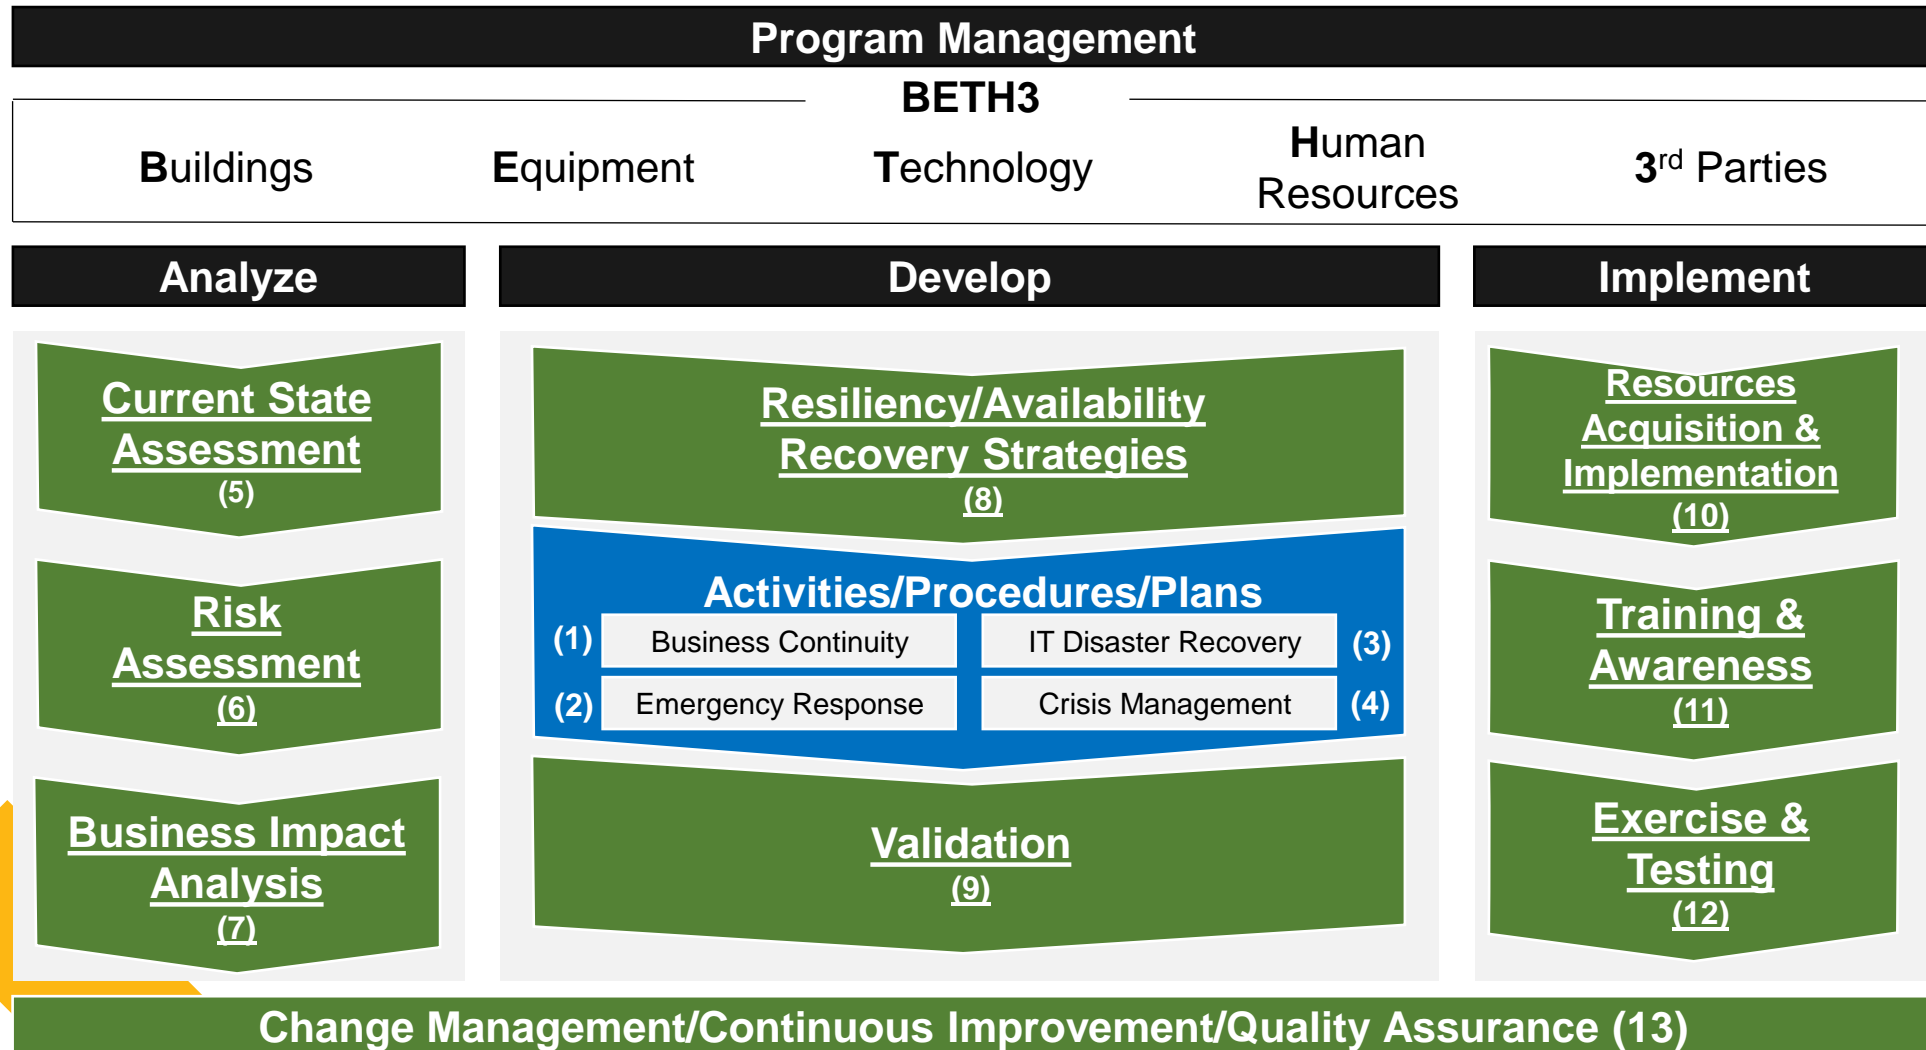 Program Management
BETH3
Buildings
Equipment
Technology
Human
Resources
3rd Parties
Analyze
Develop
Implement
Current State
Assessment
(5)
Risk
Assessment
(6)
Business Impact
Analysis
(7)
Resiliency/Availability
Recovery Strategies
(8)
Activities/Procedures/Plans
(1) Business Continuity
IT Disaster Recovery (3)
(2) Emergency Response
Crisis Management (4)
Validation
(9)
Resources
Acquisition &
Implementation
(10)
Training &
Awareness
(11)
Exercise &
Testing
(12)
Change Management/Continuous Improvement/Quality Assurance (13)